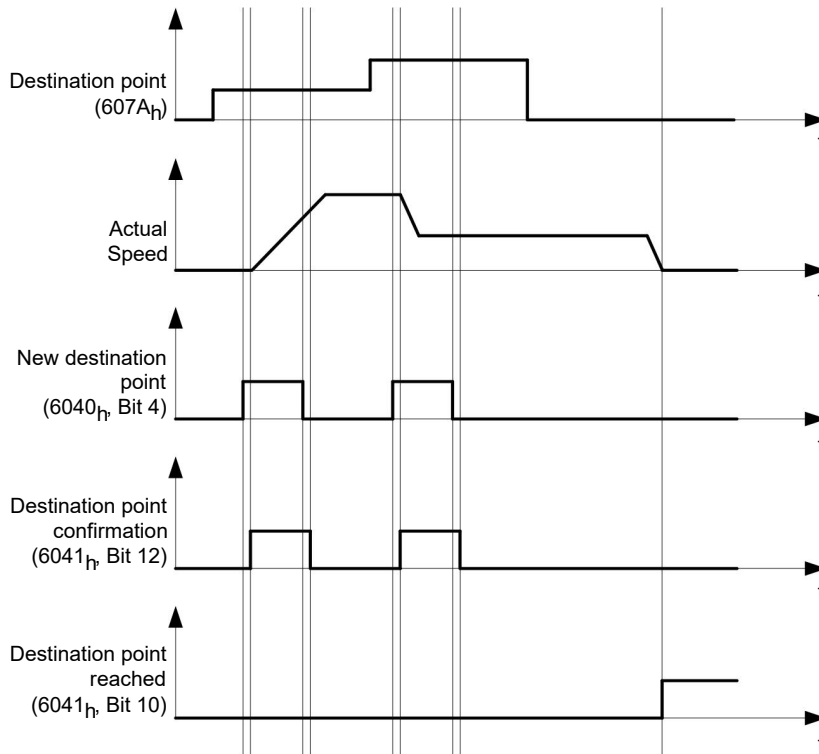 Destination point
(607Ah)
Actual
Speed
New destination
point
(6040h, Bit 4)
Destination point
confirmation
(6041h, Bit 12)
Destination point
reached
(6041h, Bit 10)